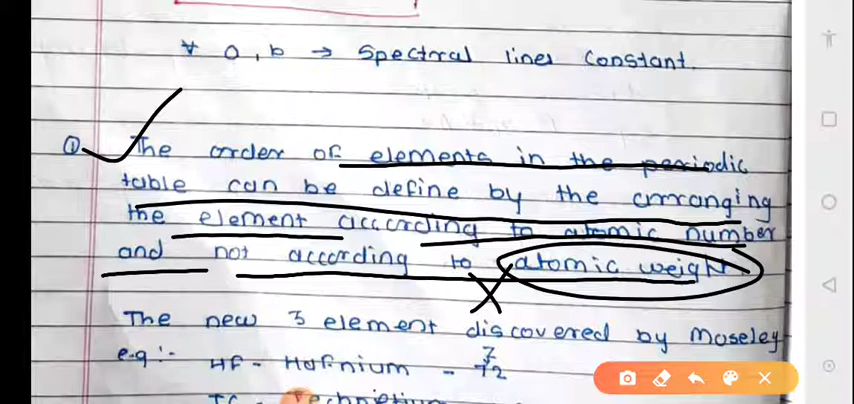 ∀ a, b → Spectral lines Constant.
① The order of elements in the periodic
table can be define by the arranging
the element according to atomic number
and not according to atomic weight.
The new 3 element discovered by Moseley
e.g :- Hf - Hafnium - 72
Tc - Technetium